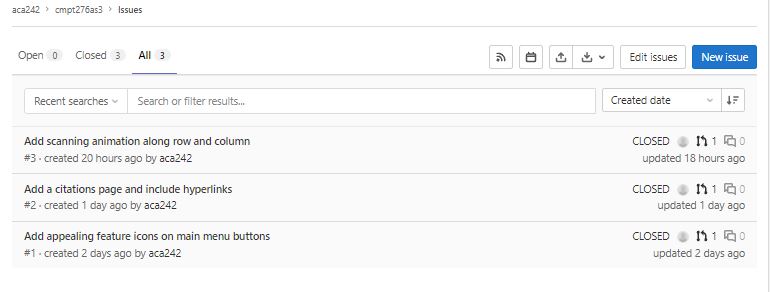 aca242 > cmpt276as3 > Issues
Open 0 Closed 3 All 3 Edit issues New issue
Recent searches Search or filter results... Created date
Add scanning animation along row and column CLOSED 1 0
#3 · created 20 hours ago by aca242 updated 18 hours ago
Add a citations page and include hyperlinks CLOSED 1 0
#2 · created 1 day ago by aca242 updated 1 day ago
Add appealing feature icons on main menu buttons CLOSED 1 0
#1 · created 2 days ago by aca242 updated 2 days ago